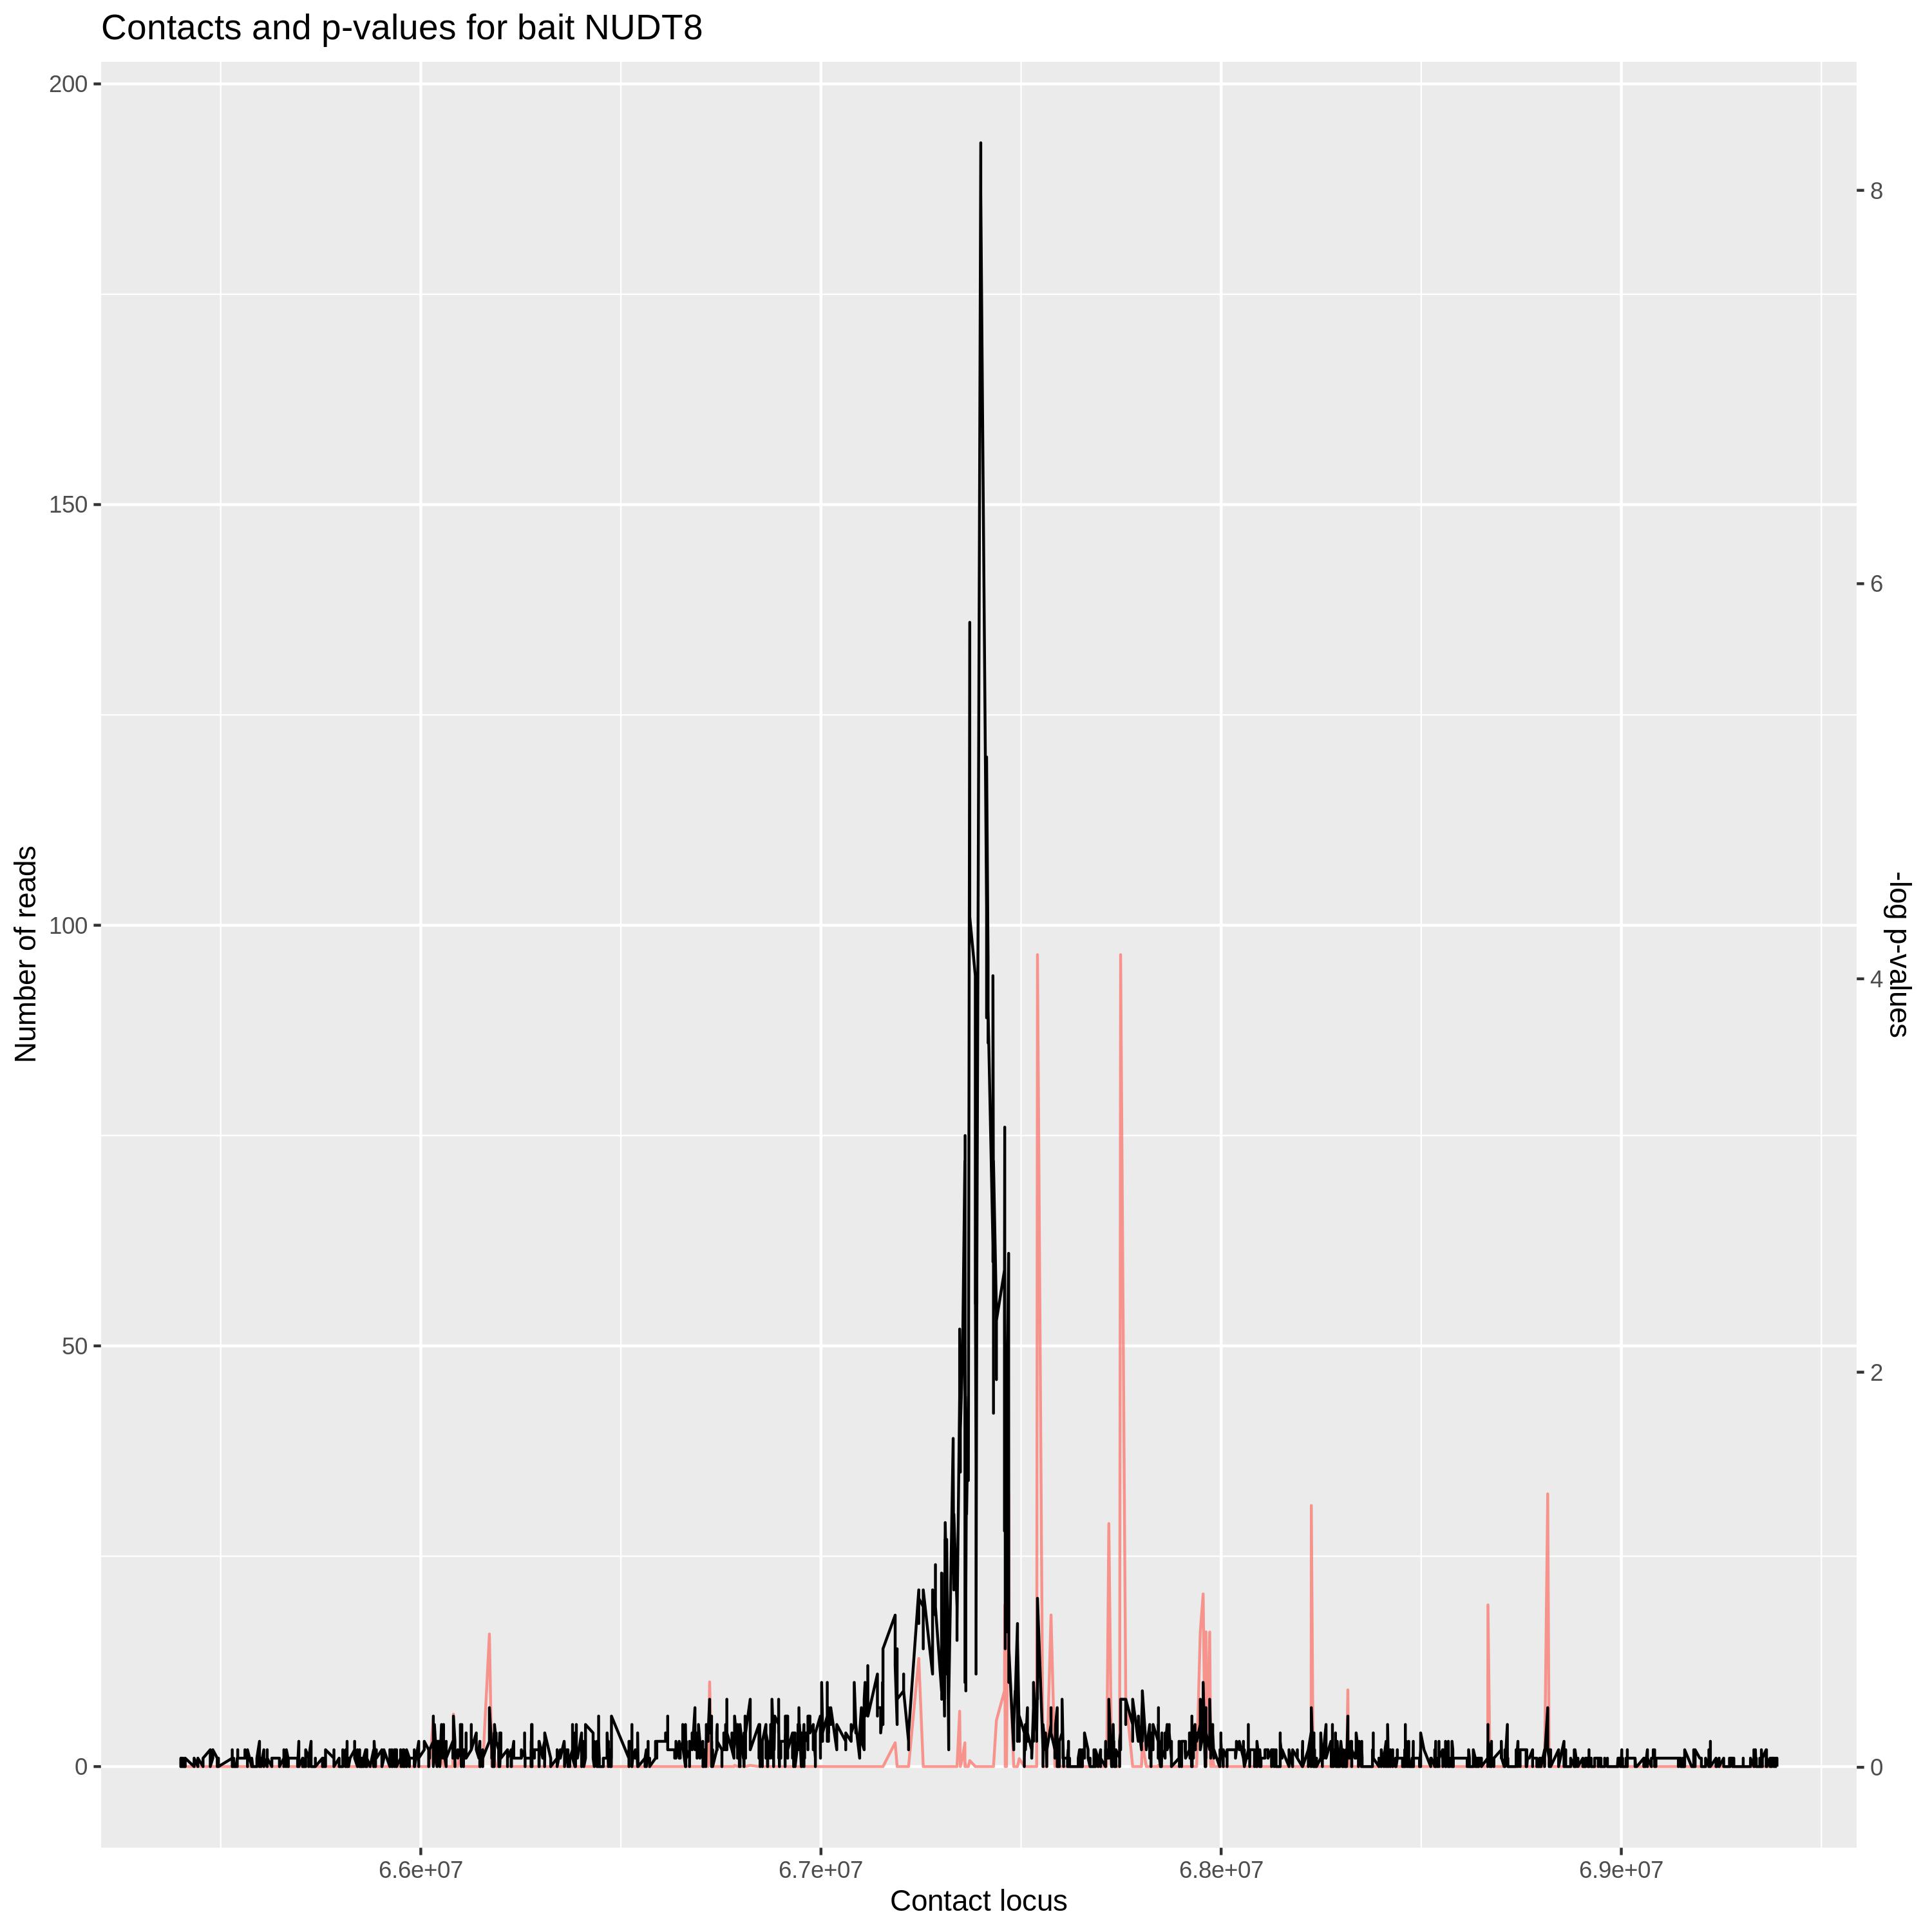 Contacts and p-values for bait NUDT8
200
150
100
50
0
Number of reads
8
6
4
2
0
-log p-values
6.6e+07
6.7e+07
6.8e+07
6.9e+07
Contact locus